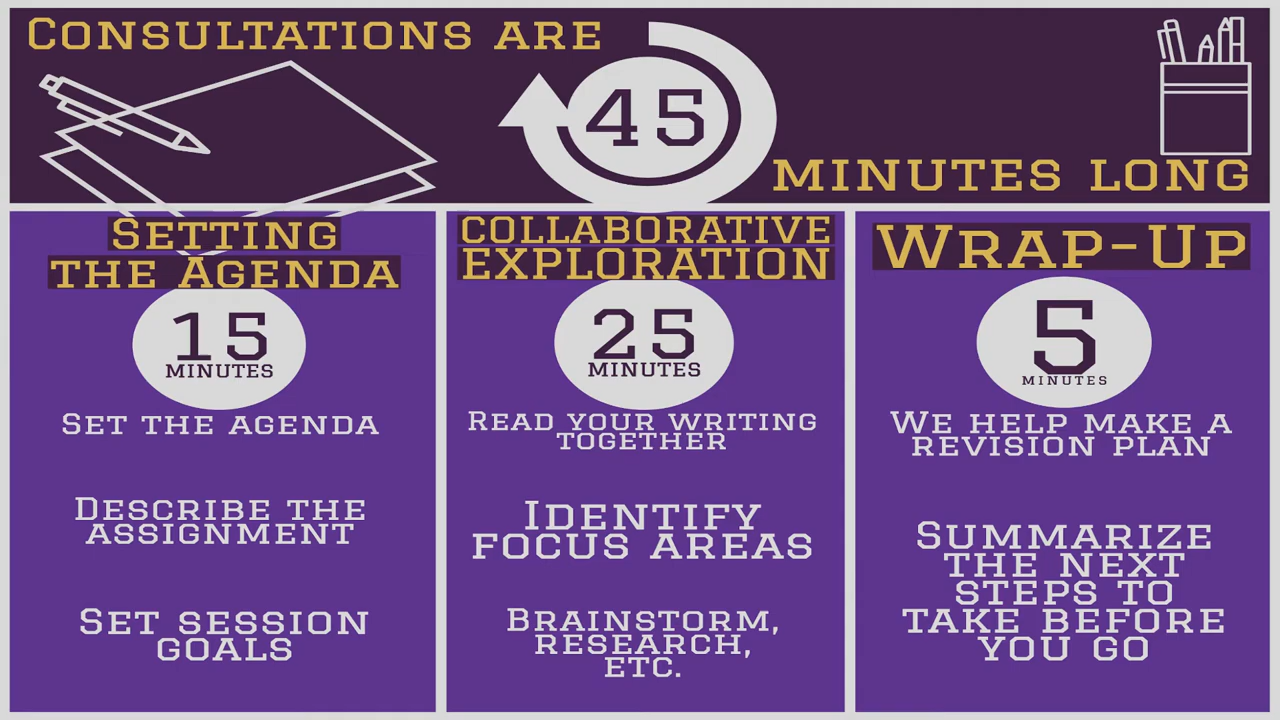 Consultations are
45
minutes long
Setting
the Agenda
15
minutes
Set the agenda
Describe the
assignment
Set session
goals
Collaborative
Exploration
25
minutes
Read your writing
together
Identify
focus areas
Brainstorm,
research,
etc.
Wrap-Up
5
minutes
We help make a
revision plan
Summarize
the next
steps to
take before
you go